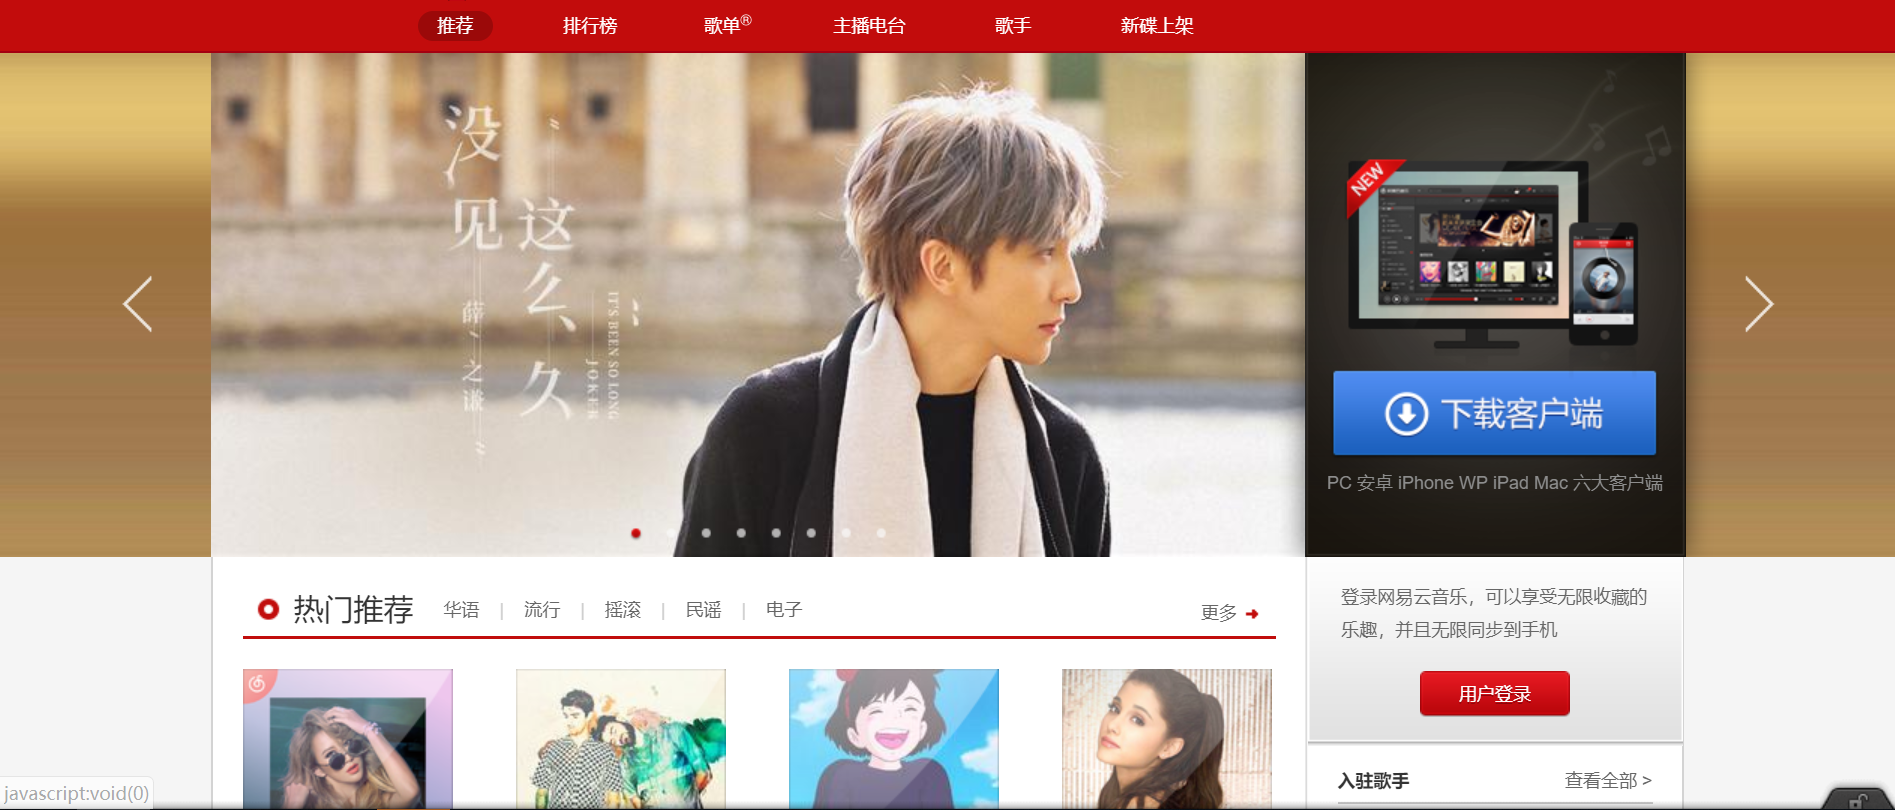 推荐
排行榜
歌单®
主播电台
歌手
新碟上架
没见
这么久
薛之谦
IT'S BEEN SO LONG
JOKER
NEW
下载客户端
PC 安卓 iPhone WP iPad Mac 六大客户端
热门推荐
华语 | 流行 | 摇滚 | 民谣 | 电子
更多
登录网易云音乐，可以享受无限收藏的
乐趣，并且无限同步到手机
用户登录
入驻歌手
查看全部 >
javascript:void(0)